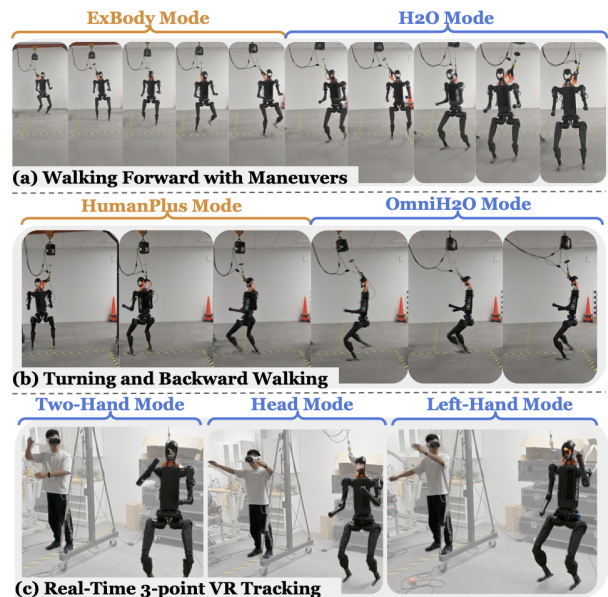 ExBody Mode
H2O Mode
(a) Walking Forward with Maneuvers
HumanPlus Mode
OmniH2O Mode
(b) Turning and Backward Walking
Two-Hand Mode
Head Mode
Left-Hand Mode
(c) Real-Time 3-point VR Tracking